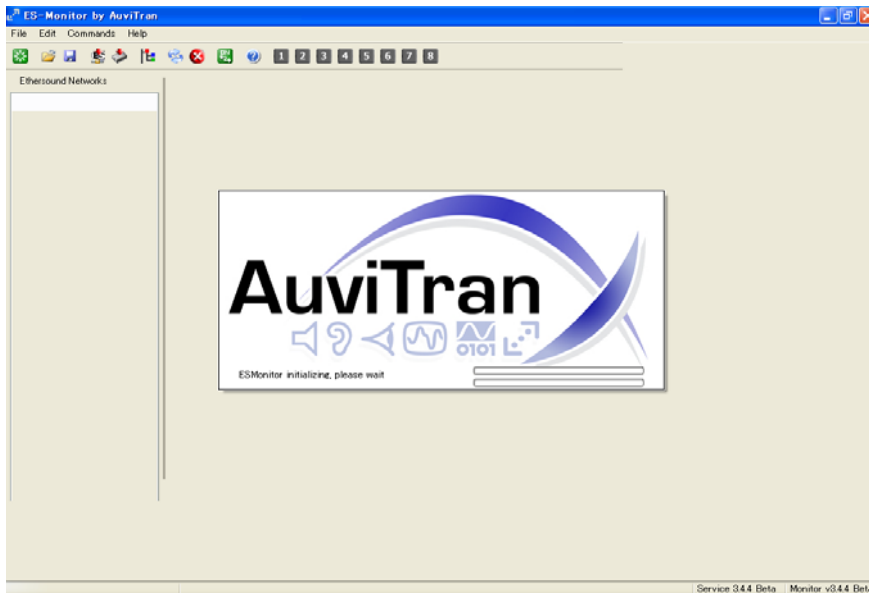 ES-Monitor by AuviTran
File Edit Commands Help
1 2 3 4 5 6 7 8
Ethersound Networks
AuviTran
0101
ESMonitor initializing, please wait
Service 3.4.4 Beta Monitor v3.4.4 Bet